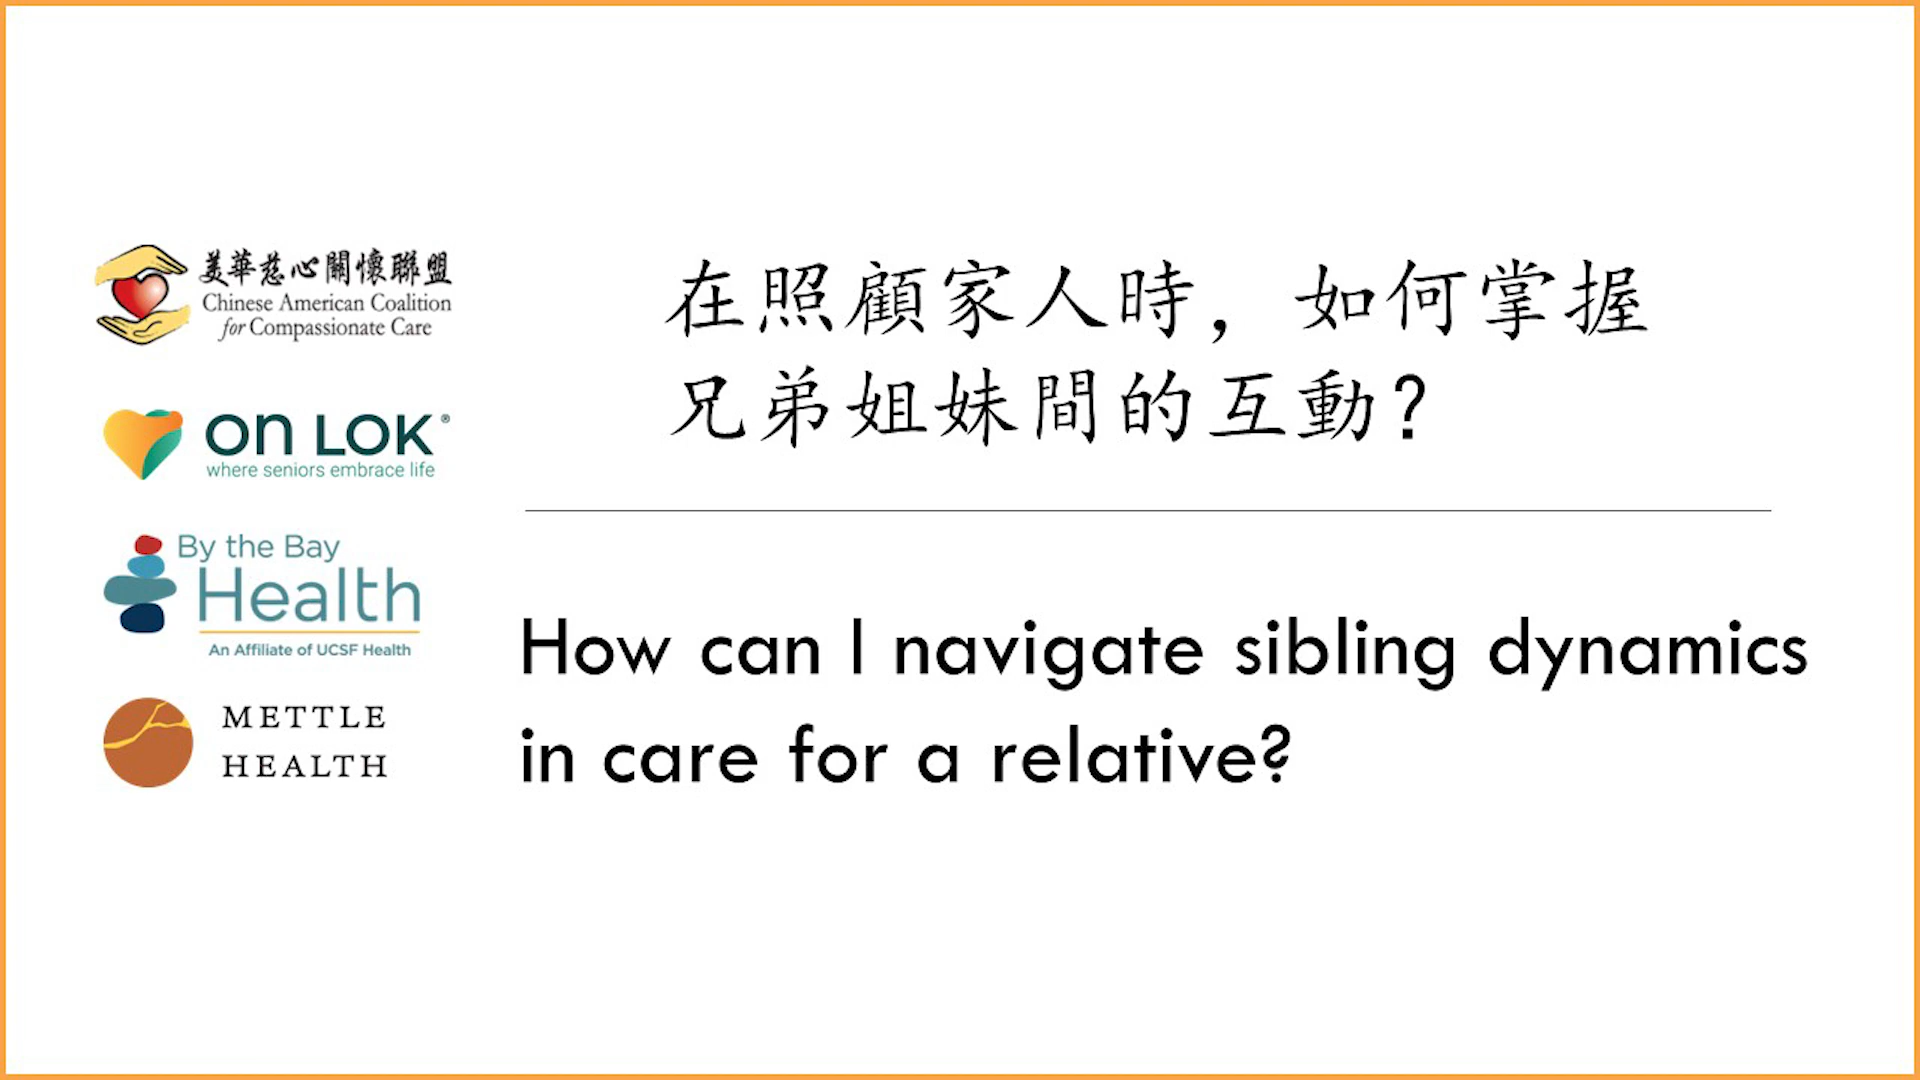 美華慈心關懷聯盟
Chinese American Coalition
for Compassionate Care
on LOK®
where seniors embrace life
By the Bay
Health
An Affiliate of UCSF Health
METTLE
HEALTH
在照顧家人時，如何掌握
兄弟姐妹間的互動？
How can I navigate sibling dynamics
in care for a relative?